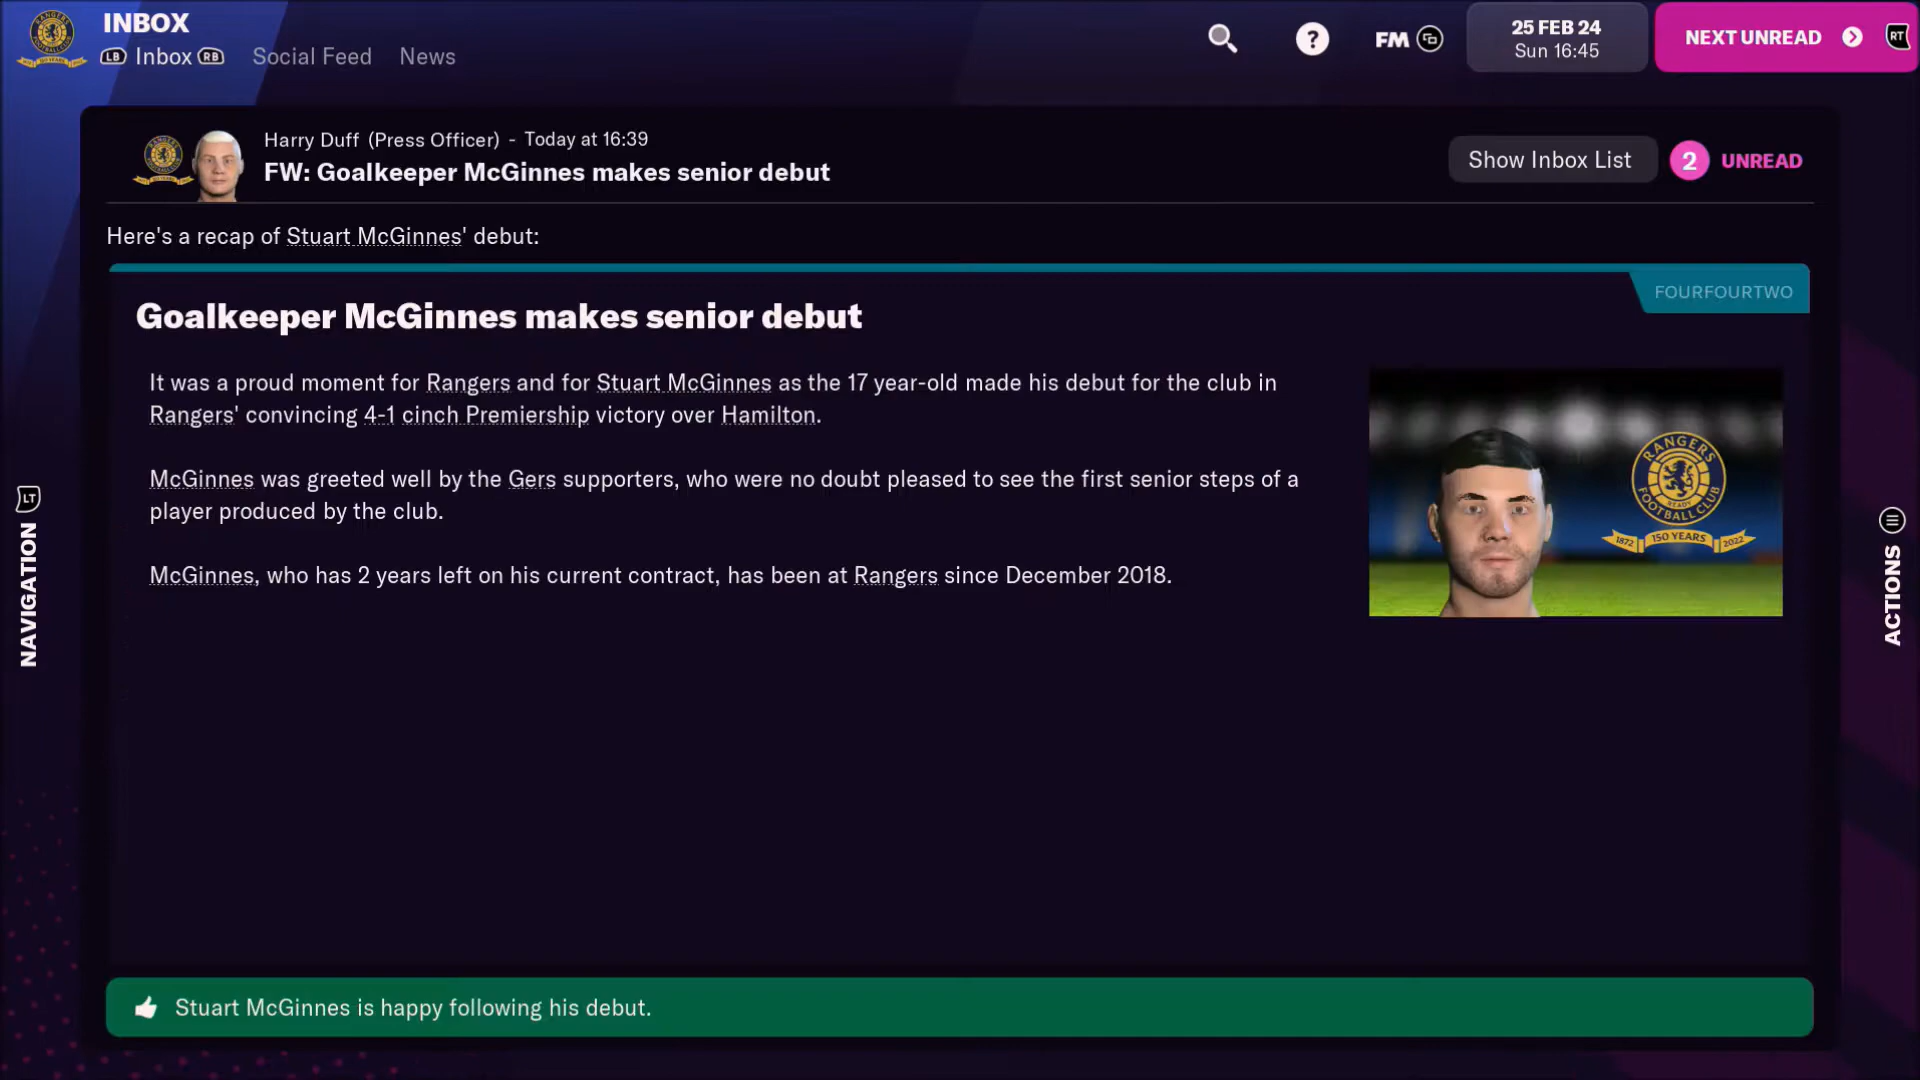 INBOX
LB Inbox RB Social Feed News
FM
25 FEB 24
Sun 16:45
NEXT UNREAD RT
Harry Duff (Press Officer) - Today at 16:39
FW: Goalkeeper McGinnes makes senior debut
Show Inbox List 2 UNREAD
Here's a recap of Stuart McGinnes' debut:
FOURFOURTWO
Goalkeeper McGinnes makes senior debut
It was a proud moment for Rangers and for Stuart McGinnes as the 17 year-old made his debut for the club in
Rangers' convincing 4-1 cinch Premiership victory over Hamilton.
McGinnes was greeted well by the Gers supporters, who were no doubt pleased to see the first senior steps of a
player produced by the club.
McGinnes, who has 2 years left on his current contract, has been at Rangers since December 2018.
RANGERS
READY
FOOTBALL CLUB
1872 150 YEARS 2022
LT
NAVIGATION
ACTIONS
Stuart McGinnes is happy following his debut.